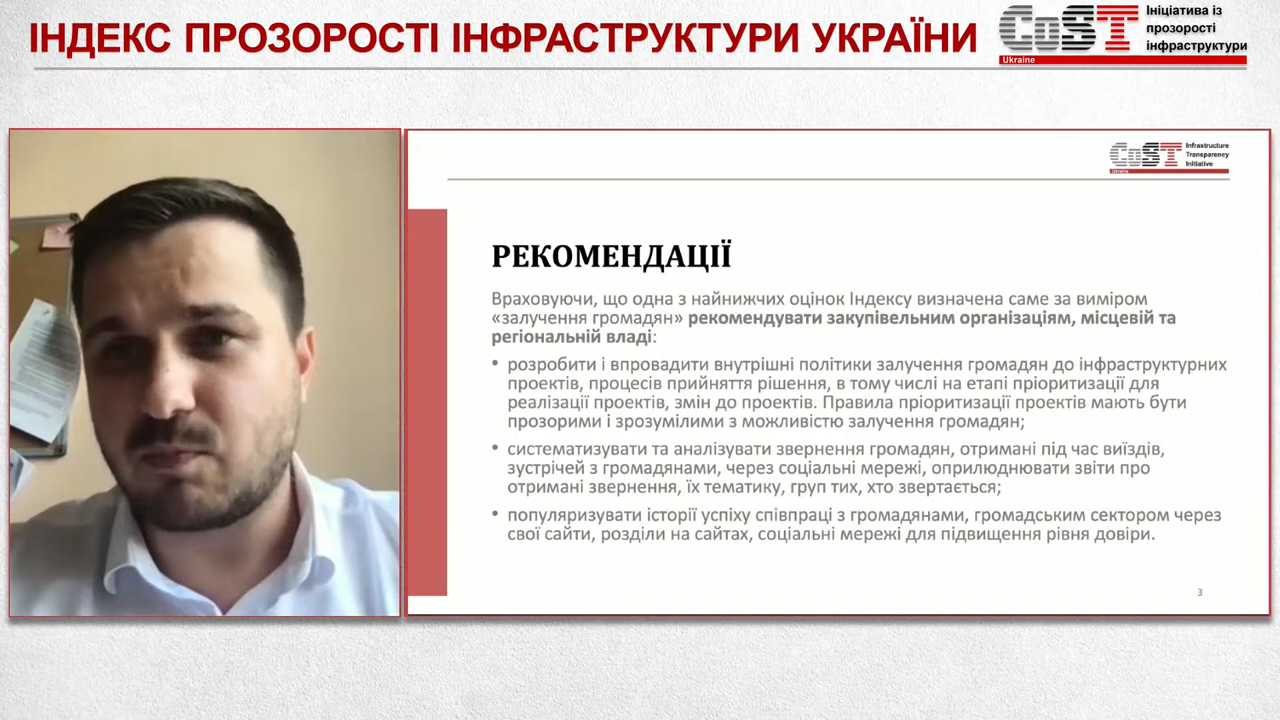 ІНДЕКС ПРОЗОРОСТІ ІНФРАСТРУКТУРИ УКРАЇНИ
CoST
Ініціатива із
прозорості
інфраструктури
Ukraine
CoST
Infrastructure
Transparency
Initiative
Ukraine
РЕКОМЕНДАЦІЇ
Враховуючи, що одна з найнижчих оцінок Індексу визначена саме за виміром
«залучення громадян» рекомендувати закупівельним організаціям, місцевій та
регіональній владі:
• розробити і впровадити внутрішні політики залучення громадян до інфраструктурних
проектів, процесів прийняття рішення, в тому числі на етапі пріоритизації для
реалізації проектів, змін до проектів. Правила пріоритизації проектів мають бути
прозорими і зрозумілими з можливістю залучення громадян;
• систематизувати та аналізувати звернення громадян, отримані під час виїздів,
зустрічей з громадянами, через соціальні мережі, оприлюднювати звіти про
отримані звернення, їх тематику, груп тих, хто звертається;
• популяризувати історії успіху співпраці з громадянами, громадським сектором через
свої сайти, розділи на сайтах, соціальні мережі для підвищення рівня довіри.
3